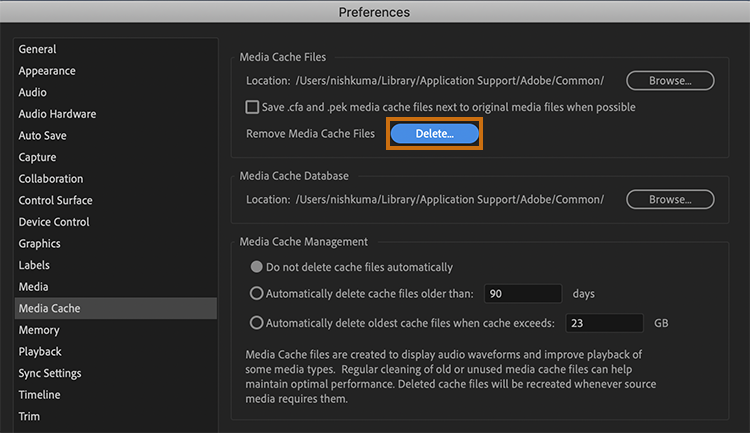 Preferences
General
Appearance
Audio
Audio Hardware
Auto Save
Capture
Collaboration
Control Surface
Device Control
Graphics
Labels
Media
Media Cache
Memory
Playback
Sync Settings
Timeline
Trim
Media Cache Files
Location: /Users/nishkuma/Library/Application Support/Adobe/Common/ Browse...
Save .cfa and .pek media cache files next to original media files when possible
Remove Media Cache Files Delete...
Media Cache Database
Location: /Users/nishkuma/Library/Application Support/Adobe/Common/ Browse...
Media Cache Management
Do not delete cache files automatically
Automatically delete cache files older than: 90 days
Automatically delete oldest cache files when cache exceeds: 23 GB
Media Cache files are created to display audio waveforms and improve playback of
some media types. Regular cleaning of old or unused media cache files can help
maintain optimal performance. Deleted cache files will be recreated whenever source
media requires them.